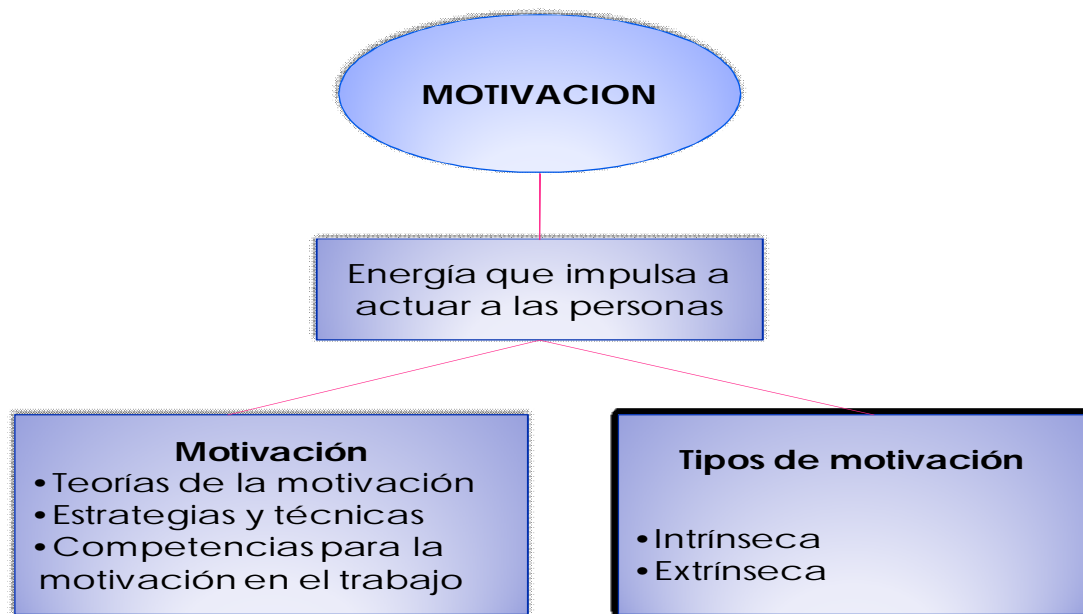 MOTIVACION
Energía que impulsa a
actuar a las personas
Motivación
• Teorías de la motivación
• Estrategias y técnicas
• Competencias para la
motivación en el trabajo
Tipos de motivación
• Intrínseca
• Extrínseca